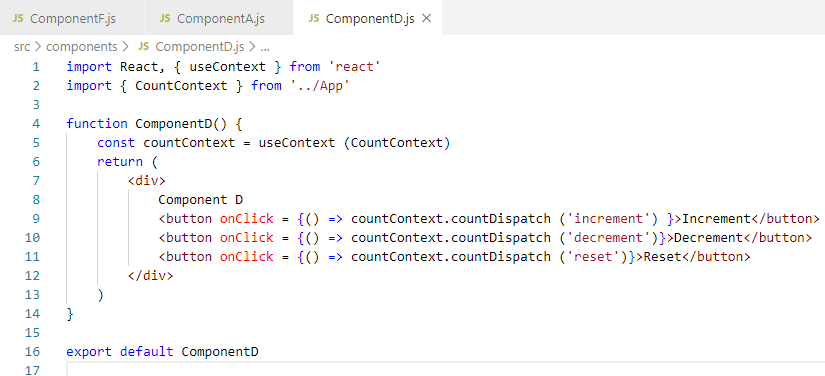 JS ComponentF.js JS ComponentA.js JS ComponentD.js ×
src > components > JS ComponentD.js > ...
1 import React, { useContext } from 'react'
2 import { CountContext } from '../App'
3
4 function ComponentD() {
5     const countContext = useContext (CountContext)
6     return (
7         <div>
8             Component D
9             <button onClick = {() => countContext.countDispatch ('increment') }>Increment</button>
10             <button onClick = {() => countContext.countDispatch ('decrement')}>Decrement</button>
11             <button onClick = {() => countContext.countDispatch ('reset')}>Reset</button>
12         </div>
13     )
14 }
15
16 export default ComponentD
17